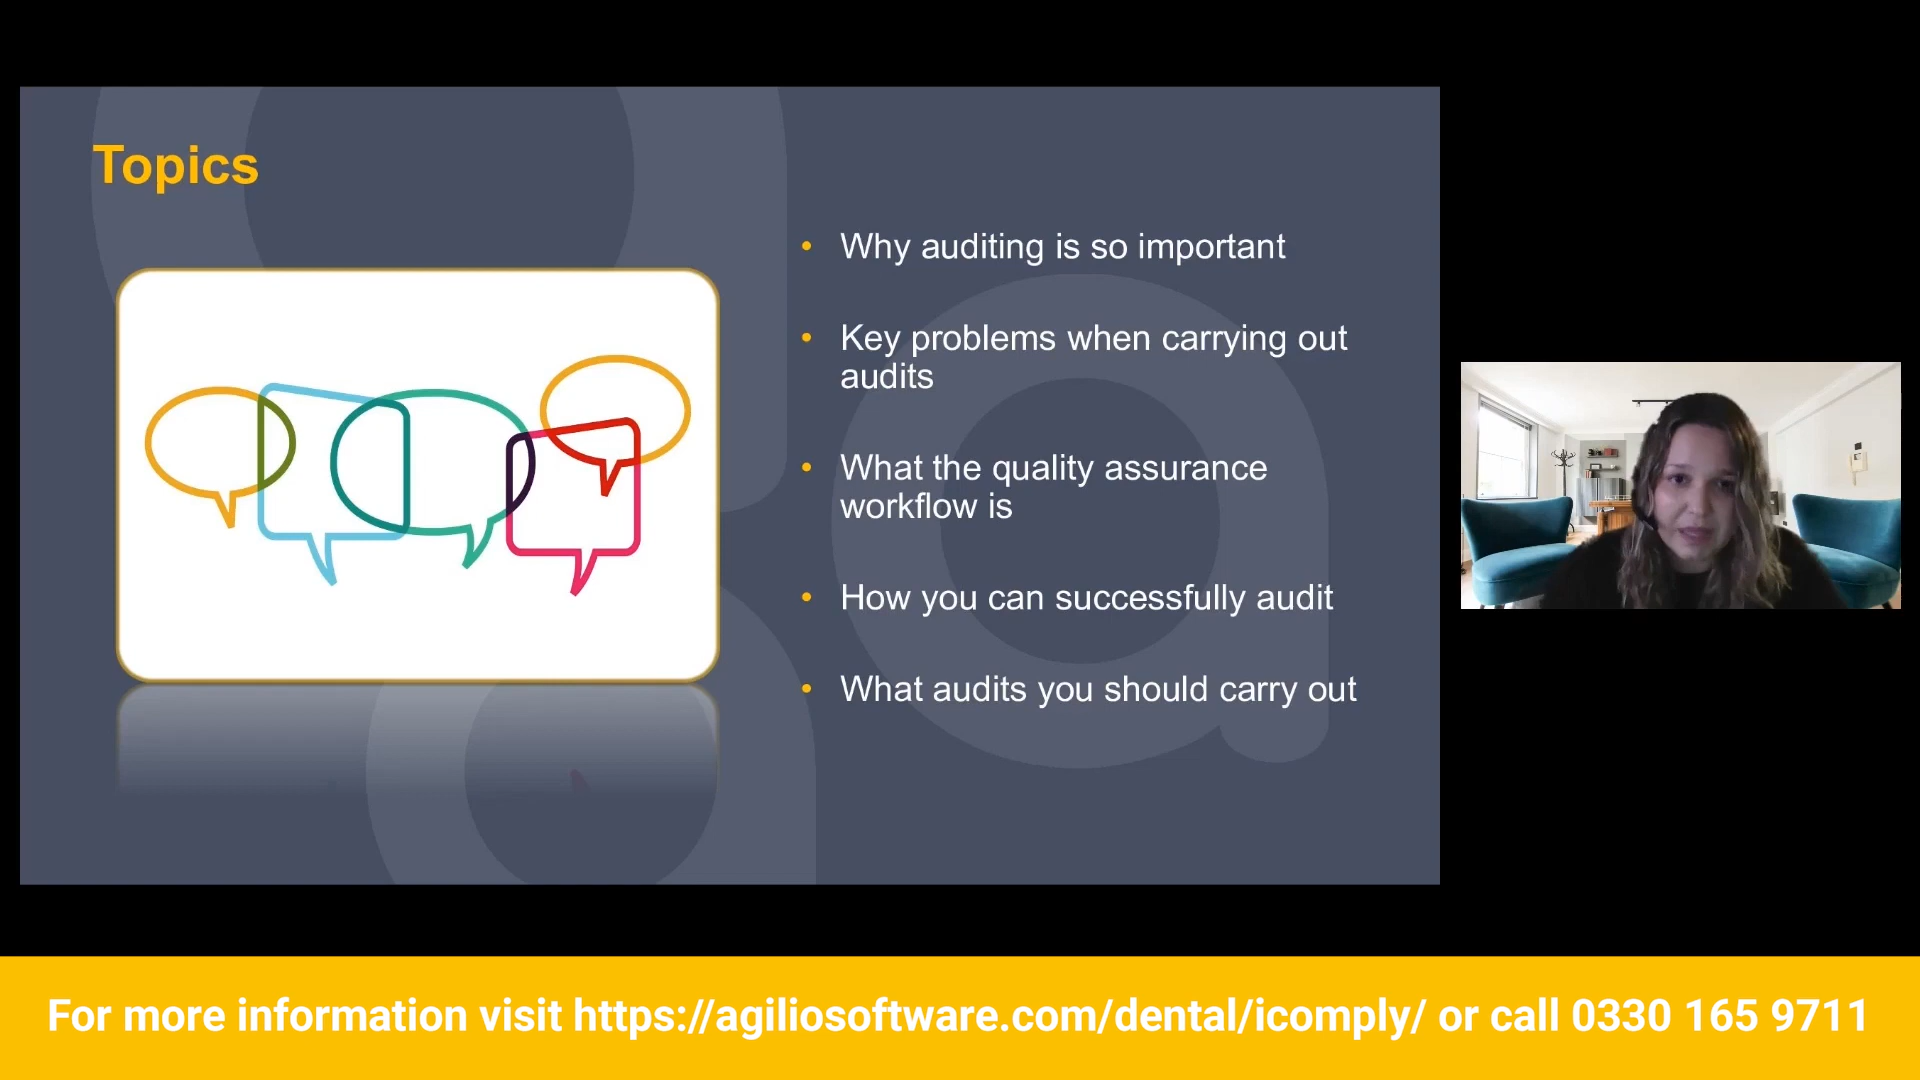 Topics
Why auditing is so important
Key problems when carrying out
audits
What the quality assurance
workflow is
How you can successfully audit
What audits you should carry out
For more information visit https://agiliosoftware.com/dental/icomply/ or call 0330 165 9711